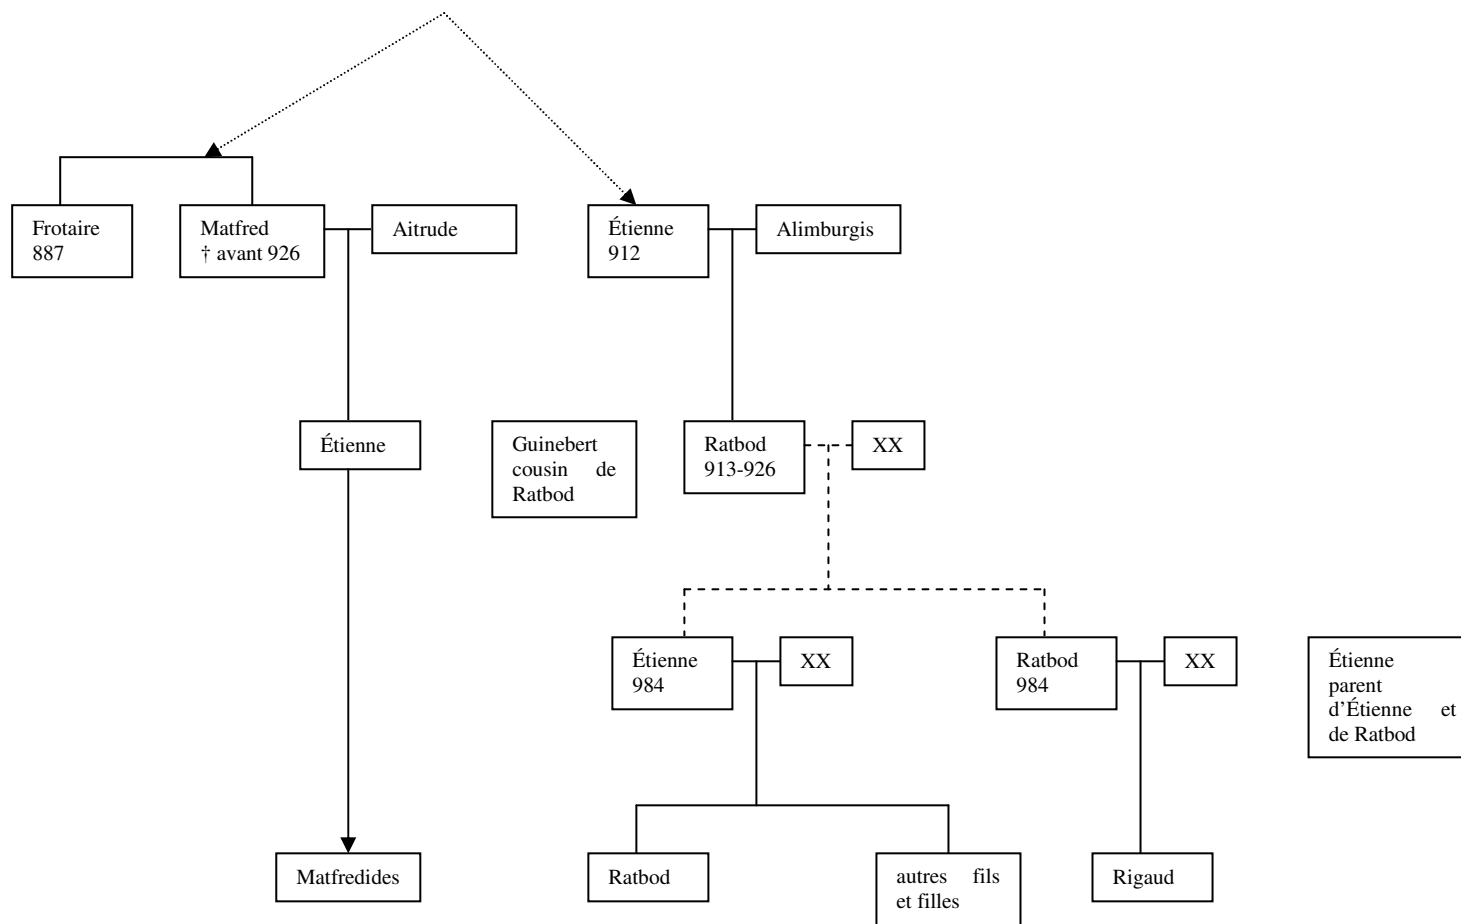 Frotaire
887
Matfred
† avant 926
Aitrude
Étienne
912
Alimburgis
Étienne
Guinebert
cousin de
Ratbod
Ratbod
913-926
XX
Étienne
984
XX
Ratbod
984
XX
Étienne
parent
d’Étienne et
de Ratbod
Matfredides
Ratbod
autres fils
et filles
Rigaud